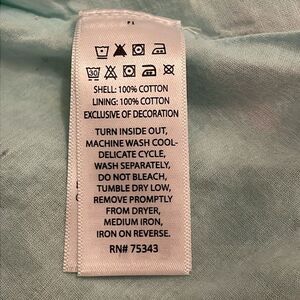 SHELL: 100% COTTON
LINING: 100% COTTON
EXCLUSIVE OF DECORATION
TURN INSIDE OUT,
MACHINE WASH COOL-
DELICATE CYCLE,
WASH SEPARATELY,
DO NOT BLEACH,
TUMBLE DRY LOW,
REMOVE PROMPTLY
FROM DRYER,
MEDIUM IRON,
IRON ON REVERSE.
RN# 75343